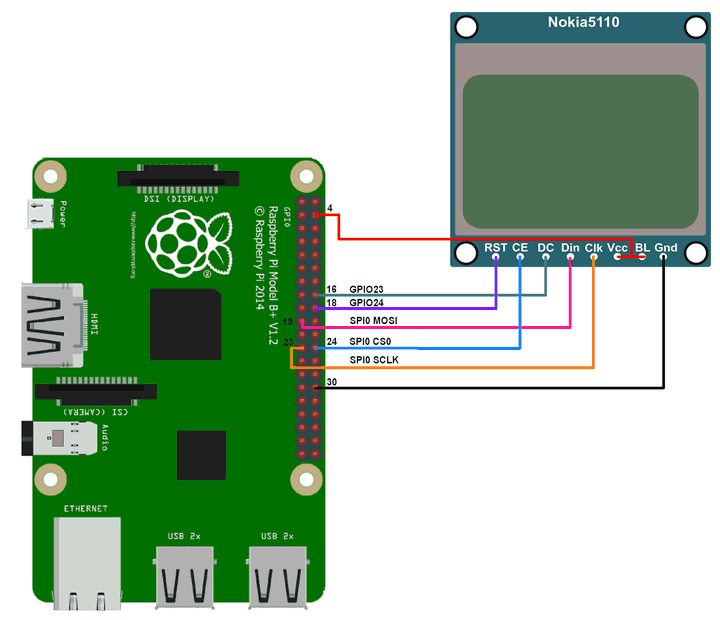 Nokia5110
RST CE DC Din Clk Vcc BL Gnd
4
16 GPIO23
18 GPIO24
19 SPI0 MOSI
23 24 SPI0 CS0
SPI0 SCLK
30
DSI (DISPLAY)
Power
HDMI
CSI (CAMERA)
Audio
ETHERNET
USB 2x
USB 2x
GPIO
Raspberry Pi Model B+ V1.2
© Raspberry Pi 2014
http://www.raspberrypi.org
®